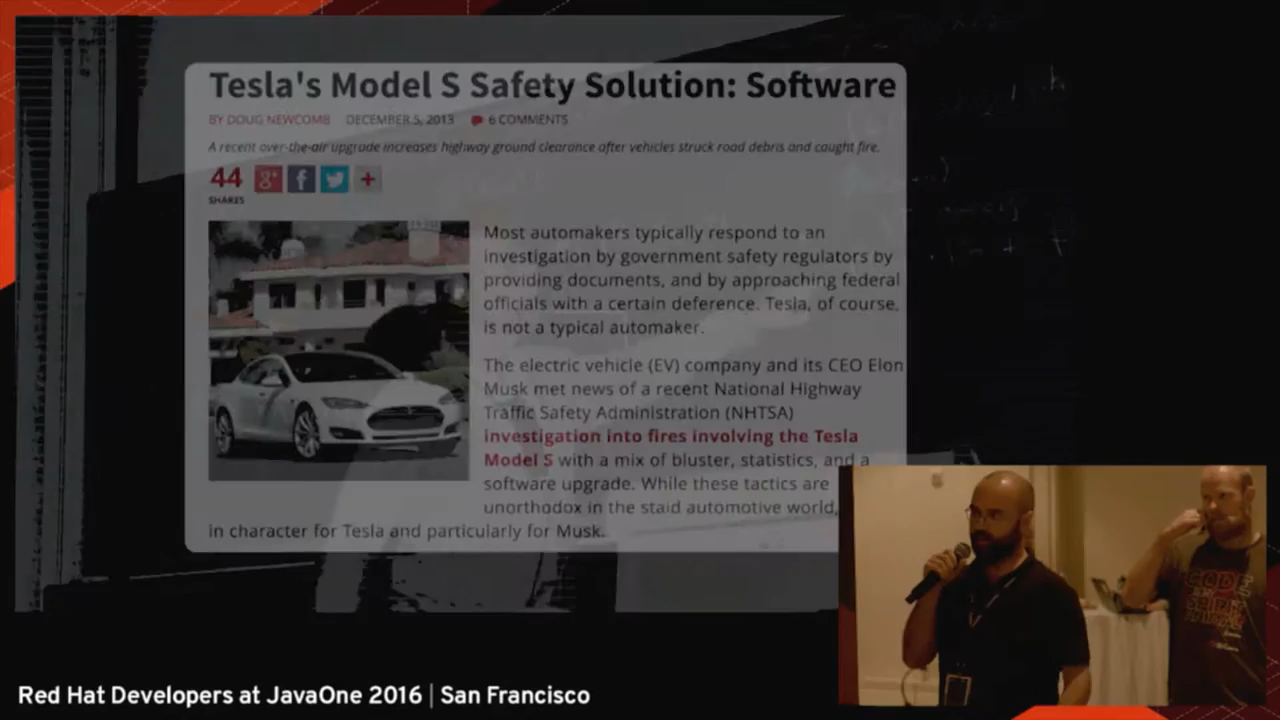 Tesla's Model S Safety Solution: Software
BY DOUG NEWCOMB DECEMBER 5, 2013 6 COMMENTS
A recent over-the-air upgrade increases highway ground clearance after vehicles struck road debris and caught fire.
44
SHARES
g+ f +
Most automakers typically respond to an
investigation by government safety regulators by
providing documents, and by approaching federal
officials with a certain deference. Tesla, of course,
is not a typical automaker.
The electric vehicle (EV) company and its CEO Elon
Musk met news of a recent National Highway
Traffic Safety Administration (NHTSA)
investigation into fires involving the Tesla
Model S with a mix of bluster, statistics, and a
software upgrade. While these tactics are
unorthodox in the staid automotive world,
in character for Tesla and particularly for Musk.
CODE
Red Hat Developers at JavaOne 2016 | San Francisco